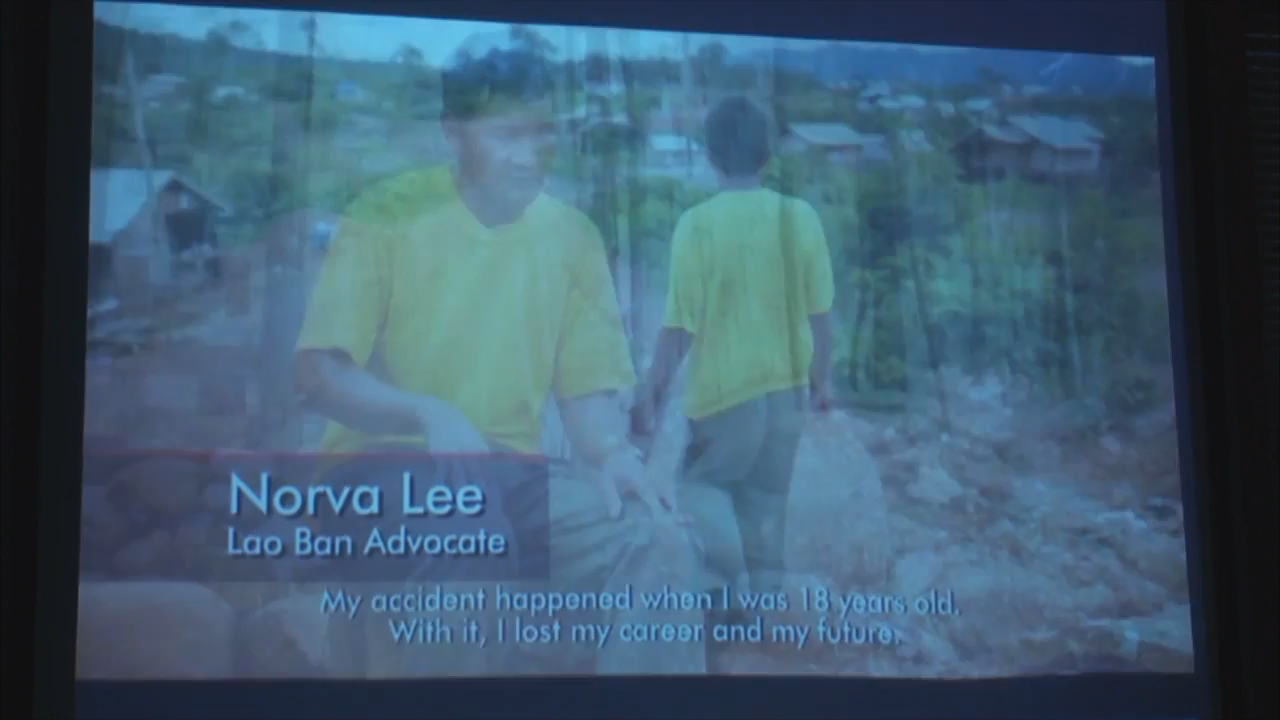 Norva Lee
Lao Ban Advocate
My accident happened when I was 18 years old.
With it, I lost my career and my future.